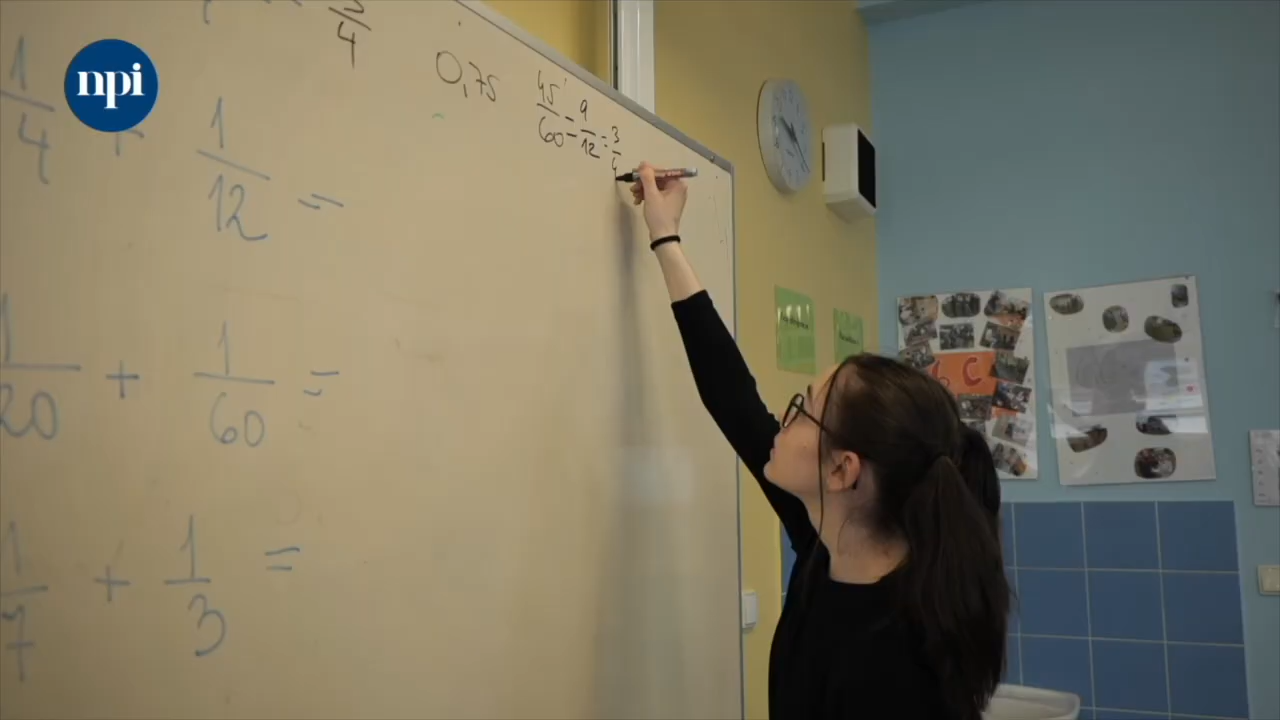 npi
3/4
0,75 45/60 = 9/12 = 3/4
1/4 + 1/12 =
1/20 + 1/60 =
1/7 + 1/3 =
C